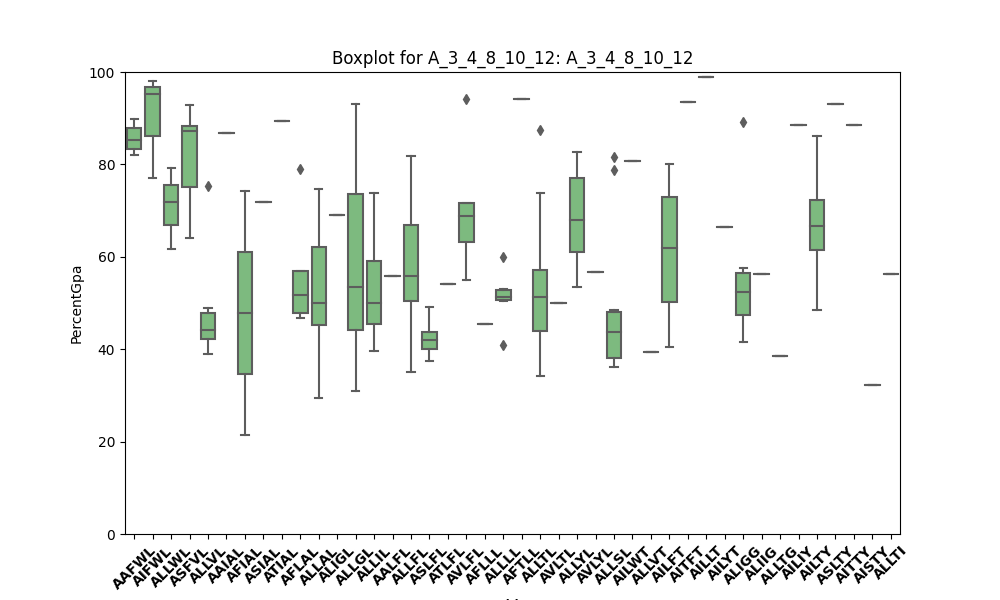 Boxplot for A_3_4_8_10_12: A_3_4_8_10_12
PercentGpa
100
80
60
40
20
0
AAFWL
AIFWL
ALLWL
ASFVL
ALLVL
AAIAL
AFIAL
ASIAL
ATIAL
AFLAL
ALLAL
ALIGL
ALLGL
ALLIL
AALFL
ALLFL
ASLFL
ATLFL
AVLFL
AFLLL
ALLLL
AFTLL
ALLTL
AVLTL
ALLYL
AVLYL
ALLSL
AILWT
ALLVT
AILFT
AITFT
AILLT
AILYT
ALIGG
ALIIG
ALLTG
AILIY
AILTY
ASLTY
AITTY
AISTY
ALLTI